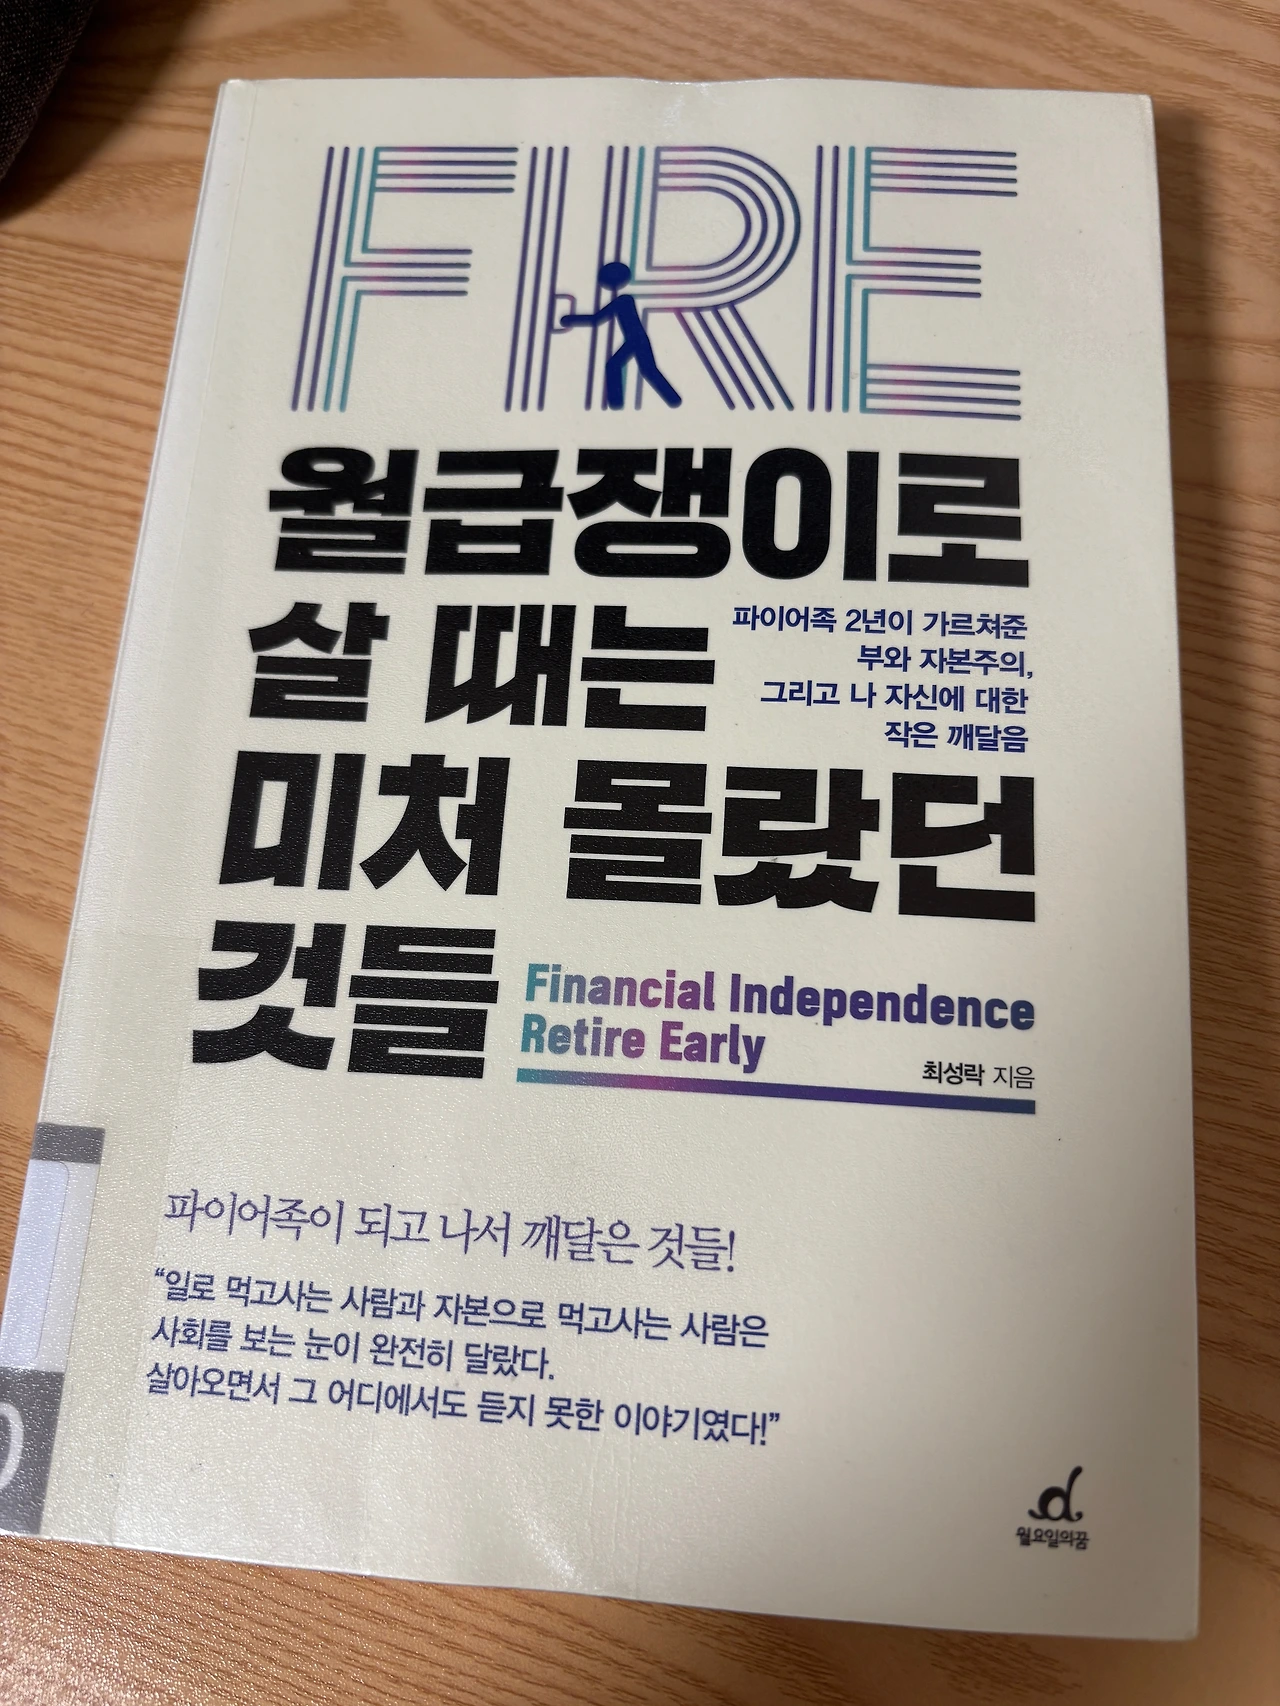 FIRE
월급쟁이로
살 때는
파이어족 2년이 가르쳐준
부와 자본주의,
그리고 나 자신에 대한
작은 깨달음
미처 몰랐던
것들
Financial Independence
Retire Early
최성락 지음
파이어족이 되고 나서 깨달은 것들!
“일로 먹고사는 사람과 자본으로 먹고사는 사람은
사회를 보는 눈이 완전히 달랐다.
살아오면서 그 어디에서도 듣지 못한 이야기였다!”
월요일의꿈